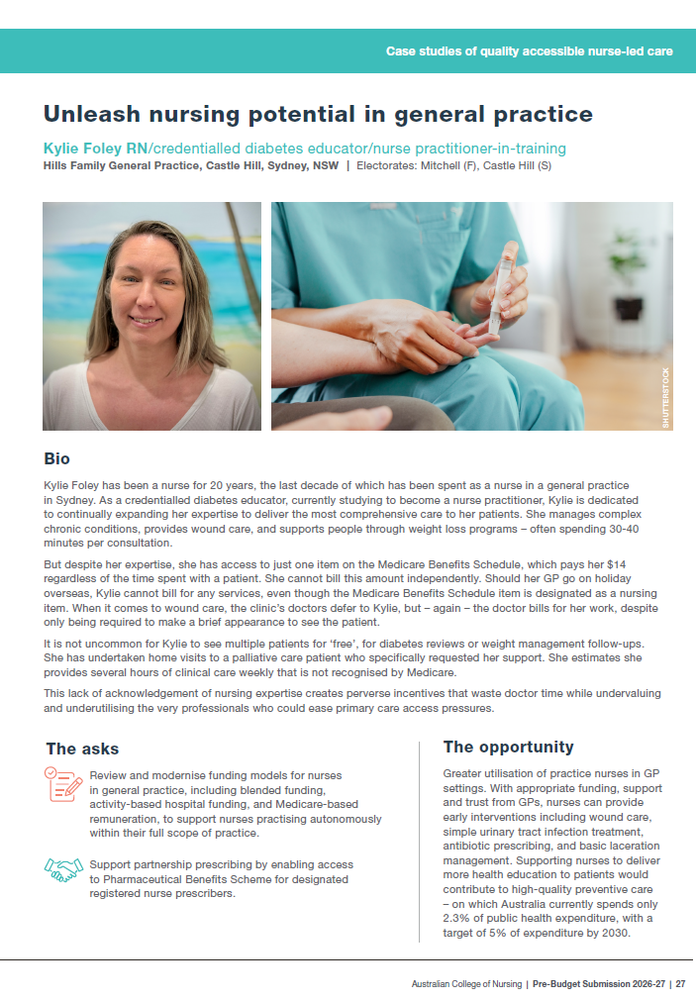 Case studies of quality accessible nurse-led care
Unleash nursing potential in general practice
Kylie Foley RN/credentialled diabetes educator/nurse practitioner-in-training
Hills Family General Practice, Castle Hill, Sydney, NSW | Electorates: Mitchell (F), Castle Hill (S)
SHUTTERSTOCK
Bio
Kylie Foley has been a nurse for 20 years, the last decade of which has been spent as a nurse in a general practice
in Sydney. As a credentialled diabetes educator, currently studying to become a nurse practitioner, Kylie is dedicated
to continually expanding her expertise to deliver the most comprehensive care to her patients. She manages complex
chronic conditions, provides wound care, and supports people through weight loss programs – often spending 30-40
minutes per consultation.
But despite her expertise, she has access to just one item on the Medicare Benefits Schedule, which pays her $14
regardless of the time spent with a patient. She cannot bill this amount independently. Should her GP go on holiday
overseas, Kylie cannot bill for any services, even though the Medicare Benefits Schedule item is designated as a nursing
item. When it comes to wound care, the clinic's doctors defer to Kylie, but – again – the doctor bills for her work, despite
only being required to make a brief appearance to see the patient.
It is not uncommon for Kylie to see multiple patients for 'free', for diabetes reviews or weight management follow-ups.
She has undertaken home visits to a palliative care patient who specifically requested her support. She estimates she
provides several hours of clinical care weekly that is not recognised by Medicare.
This lack of acknowledgement of nursing expertise creates perverse incentives that waste doctor time while undervaluing
and underutilising the very professionals who could ease primary care access pressures.
The asks
Review and modernise funding models for nurses
in general practice, including blended funding,
activity-based hospital funding, and Medicare-based
remuneration, to support nurses practising autonomously
within their full scope of practice.
Support partnership prescribing by enabling access
to Pharmaceutical Benefits Scheme for designated
registered nurse prescribers.
The opportunity
Greater utilisation of practice nurses in GP
settings. With appropriate funding, support
and trust from GPs, nurses can provide
early interventions including wound care,
simple urinary tract infection treatment,
antibiotic prescribing, and basic laceration
management. Supporting nurses to deliver
more health education to patients would
contribute to high-quality preventive care
– on which Australia currently spends only
2.3% of public health expenditure, with a
target of 5% of expenditure by 2030.
Australian College of Nursing | Pre-Budget Submission 2026-27 | 27